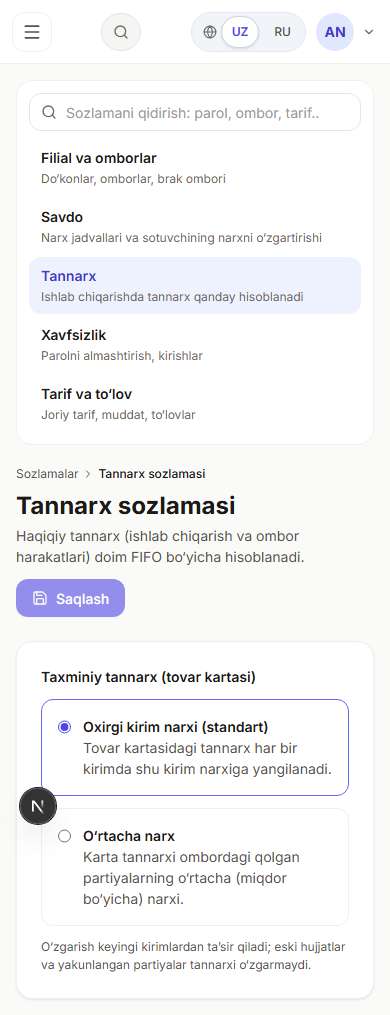 UZ
RU
AN
Sozlamani qidirish: parol, ombor, tarif..
Filial va omborlar
Do‘konlar, omborlar, brak ombori
Savdo
Narx jadvallari va sotuvchining narxni o‘zgartirishi
Tannarx
Ishlab chiqarishda tannarx qanday hisoblanadi
Xavfsizlik
Parolni almashtirish, kirishlar
Tarif va to‘lov
Joriy tarif, muddat, to‘lovlar
Sozlamalar > Tannarx sozlamasi
Tannarx sozlamasi
Haqiqiy tannarx (ishlab chiqarish va ombor
harakatlari) doim FIFO bo‘yicha hisoblanadi.
Saqlash
Taxminiy tannarx (tovar kartasi)
Oxirgi kirim narxi (standart)
Tovar kartasidagi tannarx har bir
kirimda shu kirim narxiga yangilanadi.
N
O‘rtacha narx
Karta tannarxi ombordagi qolgan
partiyalarning o‘rtacha (miqdor
bo‘yicha) narxi.
O‘zgarish keyingi kirimlardan ta’sir qiladi; eski hujjatlar
va yakunlangan partiyalar tannarxi o‘zgarmaydi.